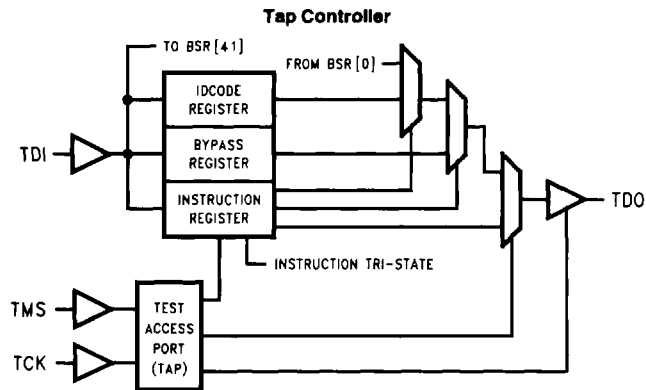 Tap Controller
TO BSR [41]
FROM BSR [0]
IDCODE
REGISTER
BYPASS
REGISTER
TDI
INSTRUCTION
REGISTER
TDO
INSTRUCTION TRI-STATE
TMS
TEST
ACCESS
PORT
(TAP)
TCK